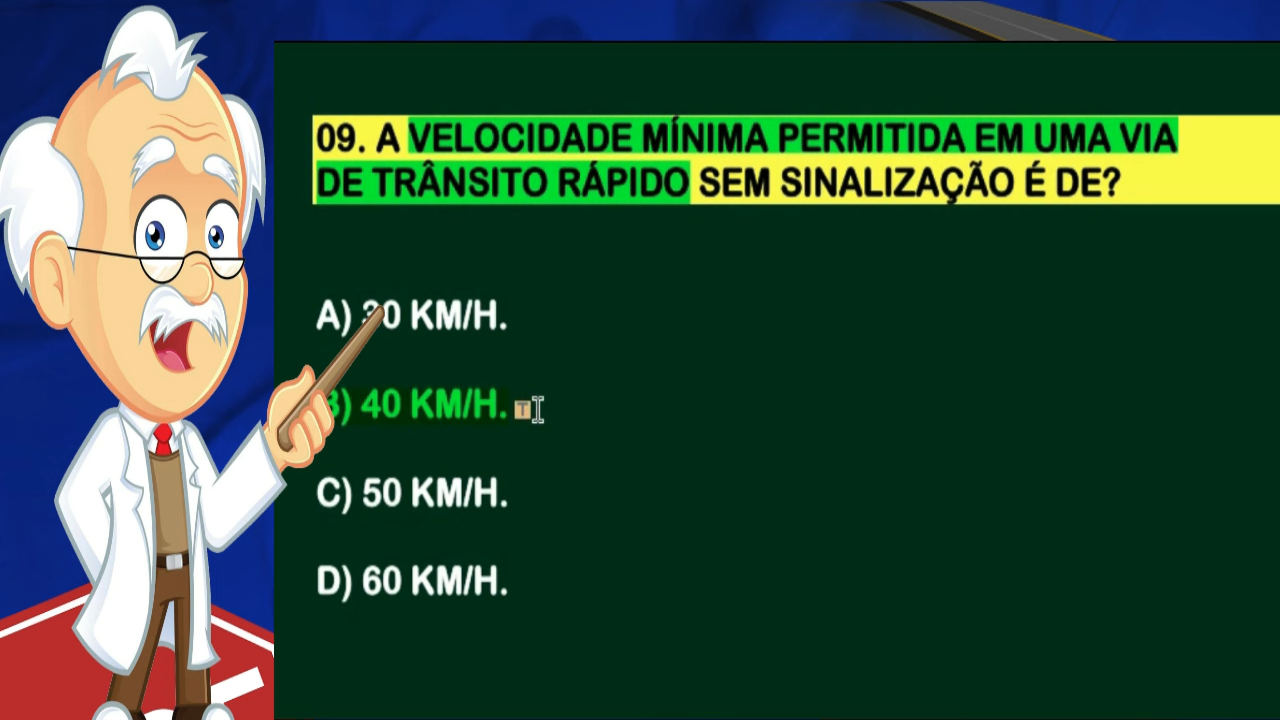 09. A VELOCIDADE MÍNIMA PERMITIDA EM UMA VIA
DE TRÂNSITO RÁPIDO SEM SINALIZAÇÃO É DE?
A) 30 KM/H.
B) 40 KM/H.
C) 50 KM/H.
D) 60 KM/H.